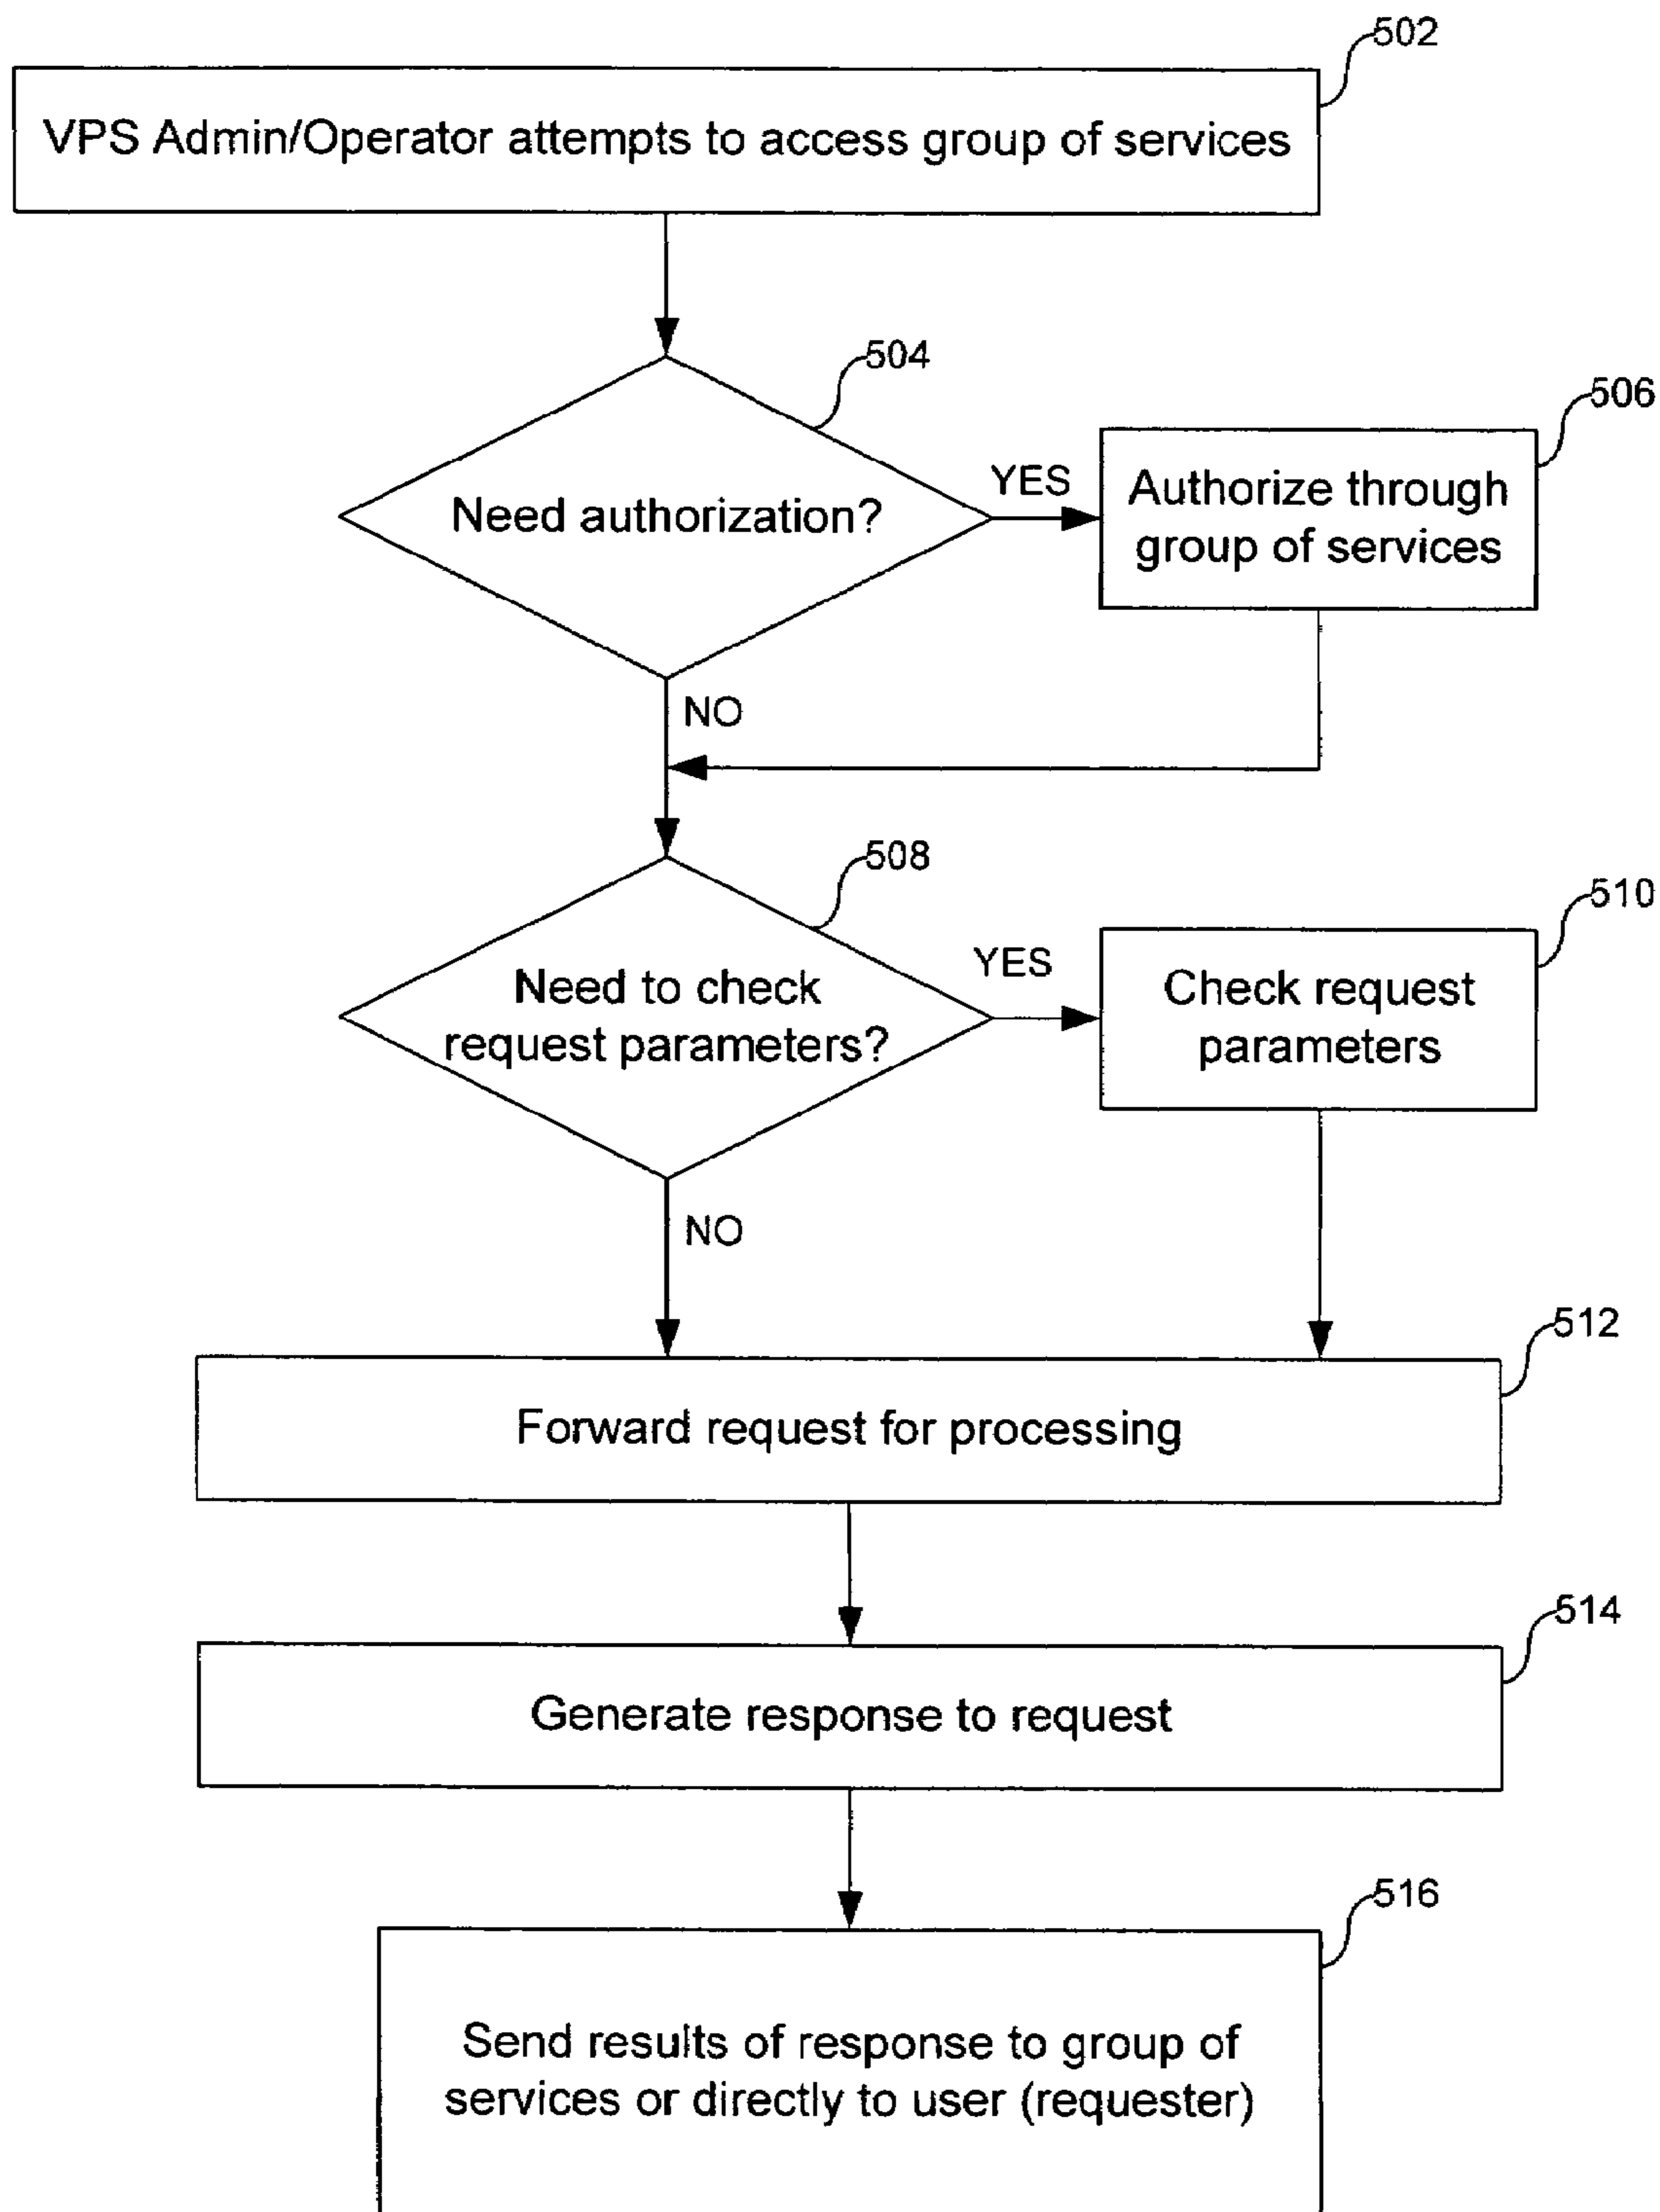 502
VPS Admin/Operator attempts to access group of services
504
Need authorization?
YES
506
Authorize through
group of services
NO
508
Need to check
request parameters?
YES
510
Check request
parameters
NO
512
Forward request for processing
514
Generate response to request
516
Send results of response to group of
services or directly to user (requester)